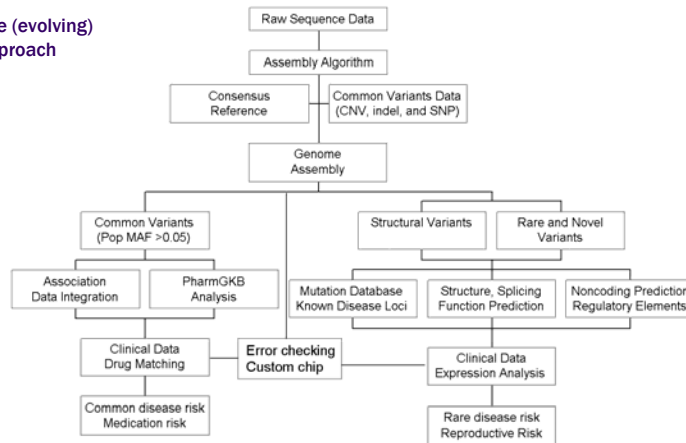 e (evolving)
proach
Raw Sequence Data
Assembly Algorithm
Consensus
Reference
Common Variants Data
(CNV, indel, and SNP)
Genome
Assembly
Common Variants
(Pop MAF >0.05)
Structural Variants
Rare and Novel
Variants
Association
Data Integration
PharmGKB
Analysis
Mutation Database
Known Disease Loci
Structure, Splicing
Function Prediction
Noncoding Prediction
Regulatory Elements
Clinical Data
Drug Matching
Error checking
Custom chip
Clinical Data
Expression Analysis
Common disease risk
Medication risk
Rare disease risk
Reproductive Risk